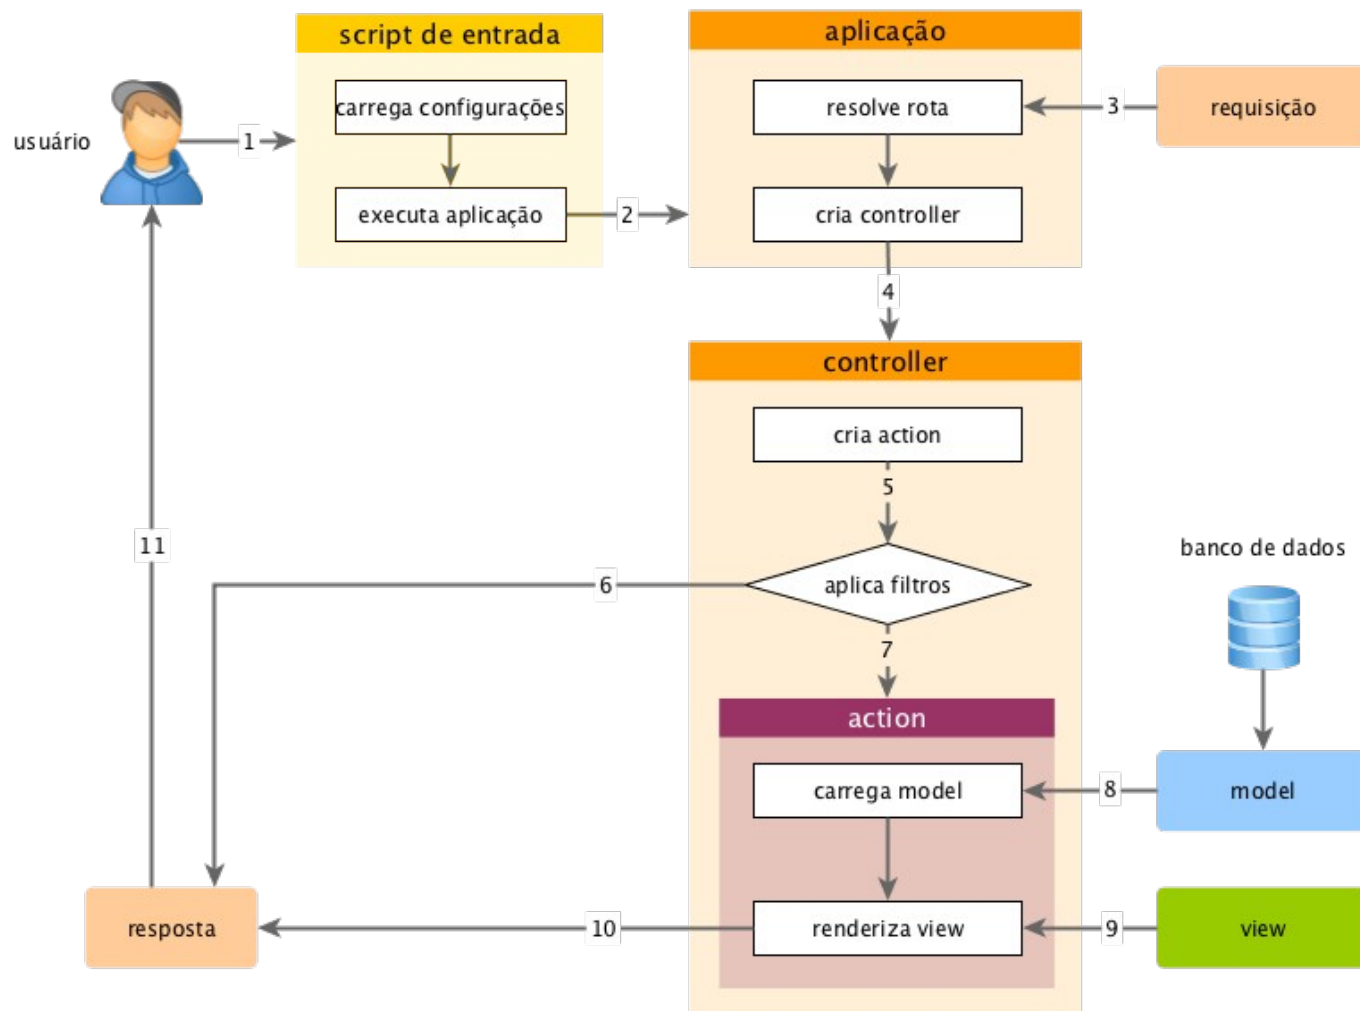 script de entrada
aplicação
carrega configurações
resolve rota
3
requisição
usuário
1
executa aplicação
2
cria controller
4
controller
cria action
5
11
banco de dados
6
aplica filtros
7
action
carrega model
8
model
resposta
10
renderiza view
9
view